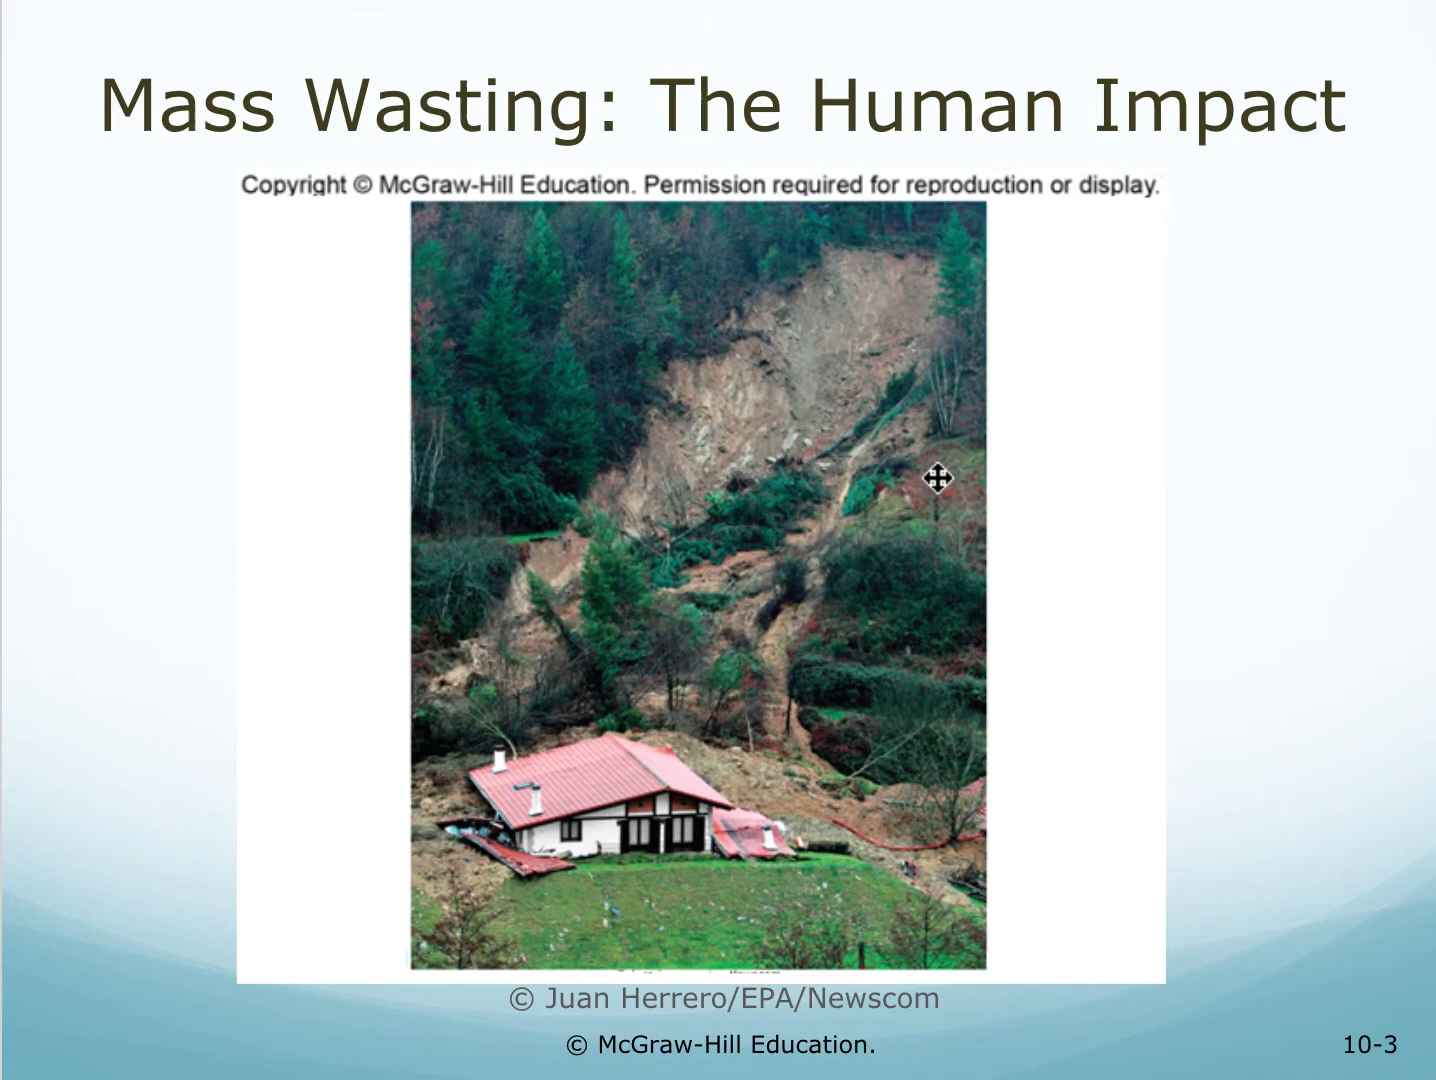 Mass Wasting: The Human Impact
Copyright © McGraw-Hill Education. Permission required for reproduction or display.
© Juan Herrero/EPA/Newscom
© McGraw-Hill Education.
10-3